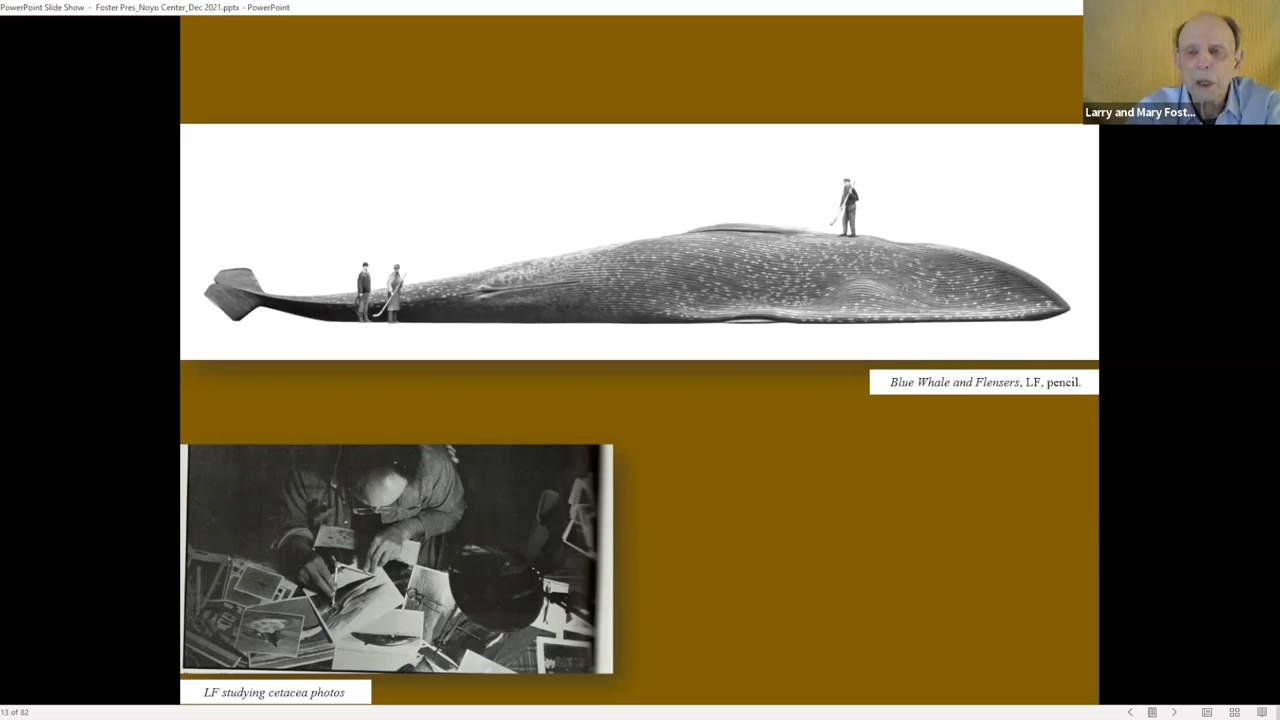 PowerPoint Slide Show - Foster Pres_Noyo Center_Dec 2021.pptx - PowerPoint
Larry and Mary Fost...
Blue Whale and Flensers, LF, pencil.
LF studying cetacea photos
13 of 82